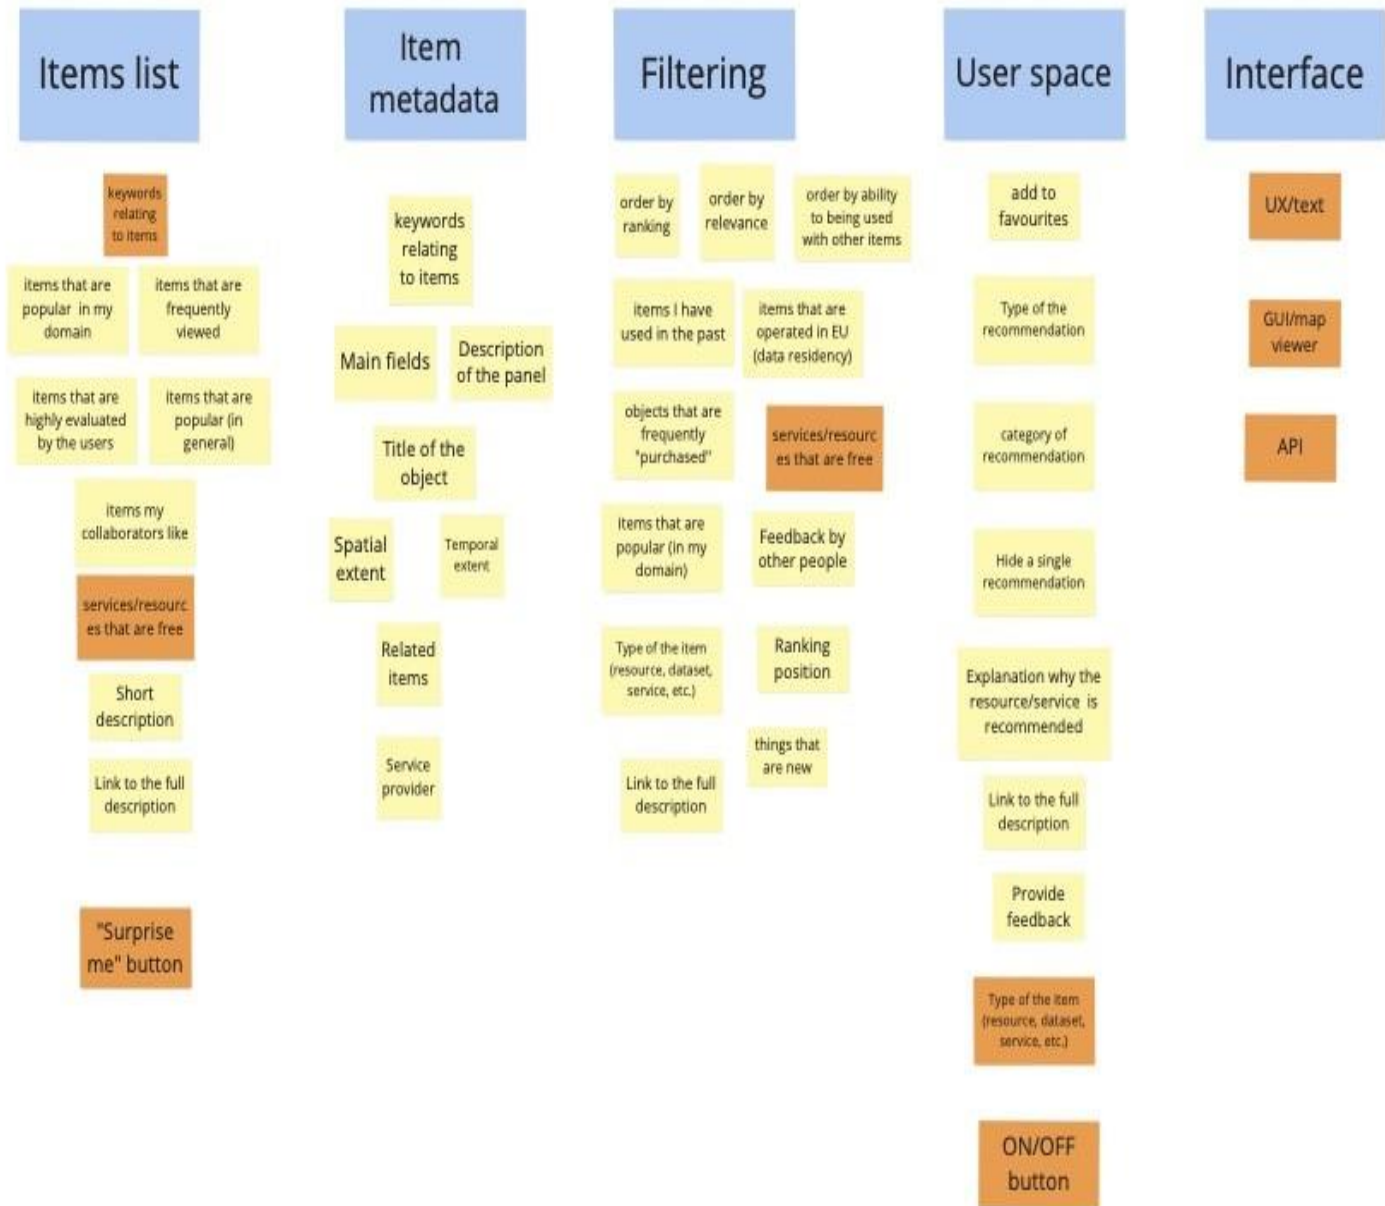 Items list
keywords
relating
to items
items that are
popular in my
domain
items that are
frequently
viewed
items that are
highly evaluated
by the users
items that are
popular (in
general)
items my
collaborators like
services/resourc
es that are free
Short
description
Link to the full
description
"Surprise
me" button
Item
metadata
keywords
relating
to items
Main fields
Description
of the panel
Title of the
object
Spatial
extent
Temporal
extent
Related
items
Service
provider
Filtering
order by
ranking
order by
relevance
order by ability
to being used
with other items
items I have
used in the past
items that are
operated in EU
(data residency)
objects that are
frequently
"purchased"
services/resourc
es that are free
items that are
popular (in my
domain)
Feedback by
other people
Type of the item
(resource, dataset,
service, etc.)
Ranking
position
things that
are new
Link to the full
description
User space
add to
favourites
Type of the
recommendation
category of
recommendation
Hide a single
recommendation
Explanation why the
resource/service is
recommended
Link to the full
description
Provide
feedback
Type of the item
(resource, dataset,
service, etc.)
ON/OFF
button
Interface
UX/text
GUI/map
viewer
API